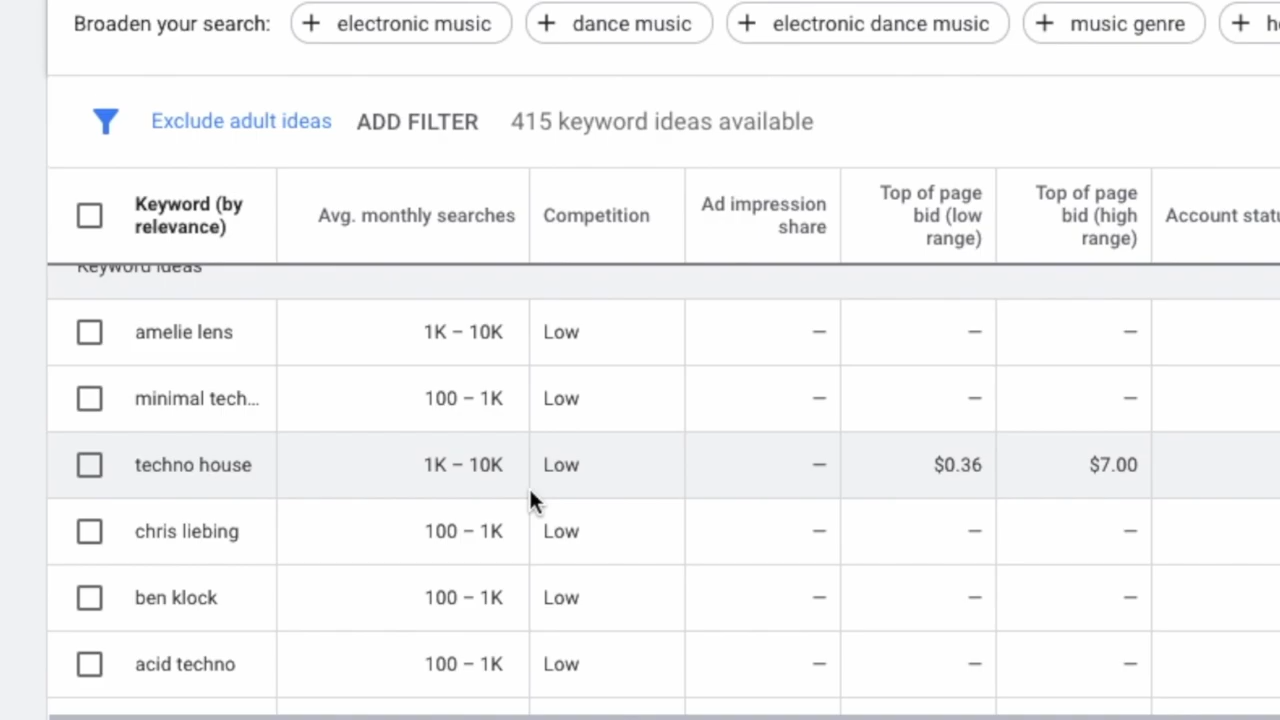 Broaden your search: + electronic music + dance music + electronic dance music + music genre +
Exclude adult ideas ADD FILTER 415 keyword ideas available
Keyword (by relevance) Avg. monthly searches Competition Ad impression share Top of page bid (low range) Top of page bid (high range) Account
Keyword ideas
amelie lens 1K – 10K Low – – –
minimal tech... 100 – 1K Low – – –
techno house 1K – 10K Low – $0.36 $7.00
chris liebing 100 – 1K Low – – –
ben klock 100 – 1K Low – – –
acid techno 100 – 1K Low – – –